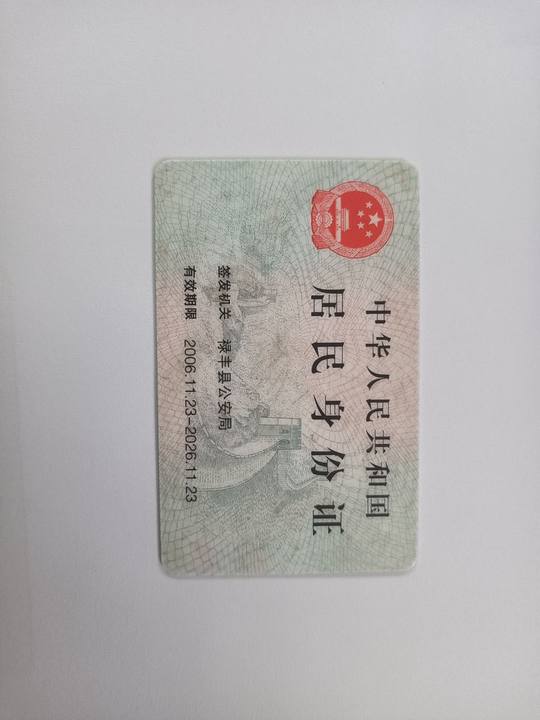 中华人民共和国
居民身份证
签发机关 禄丰县公安局
有效期限 2006.11.23-2026.11.23